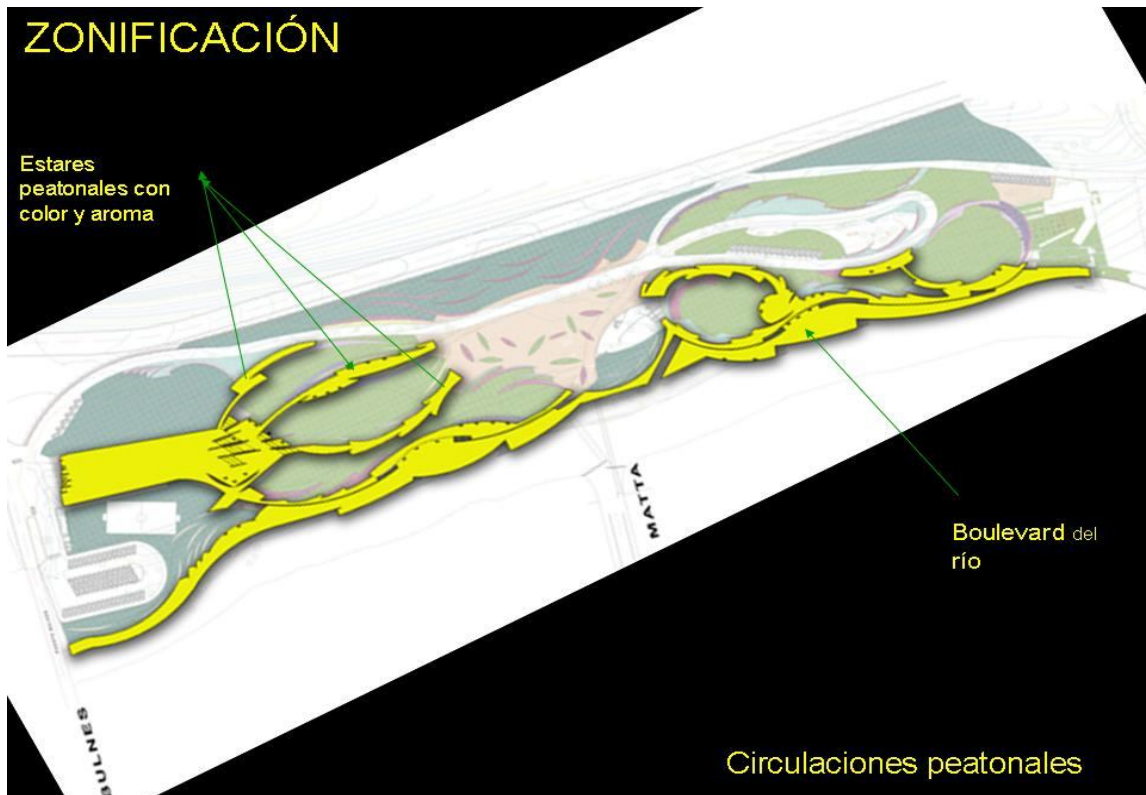 ZONIFICACIÓN
Estares
peatonales con
color y aroma
MATTA
Boulevard del
río
BULNES
Circulaciones peatonales